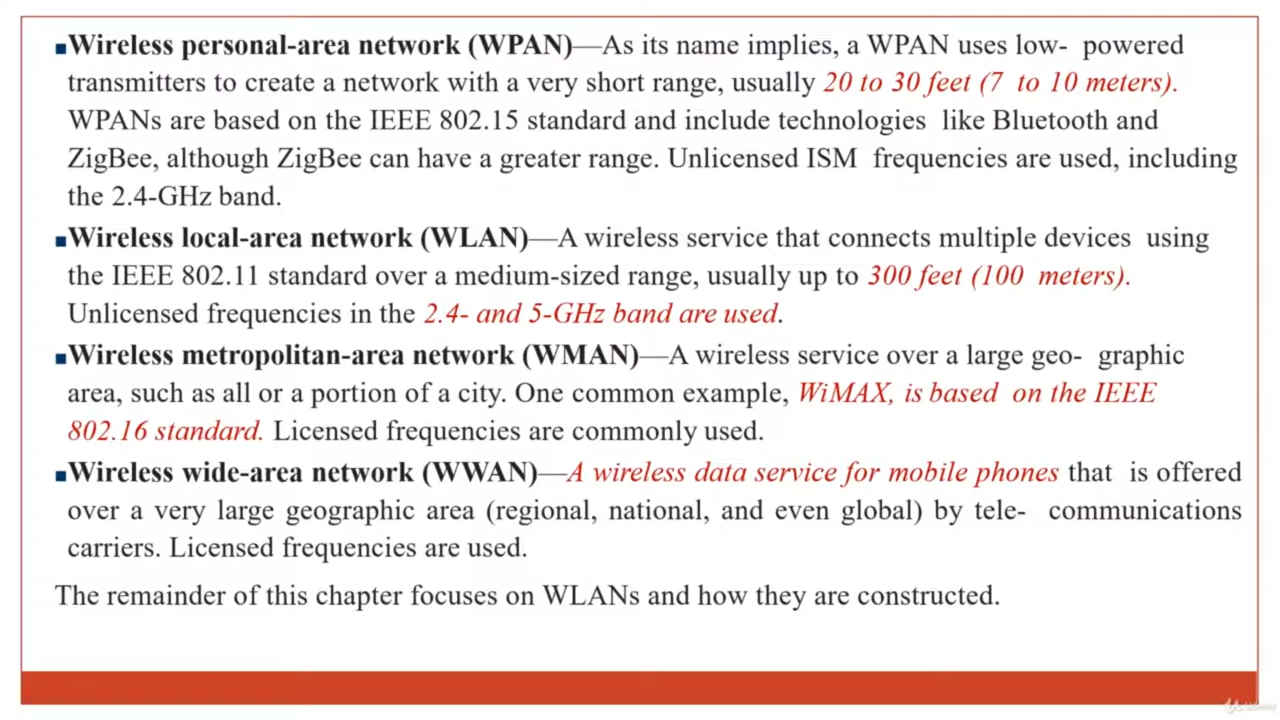 ▪Wireless personal-area network (WPAN)—As its name implies, a WPAN uses low- powered
transmitters to create a network with a very short range, usually 20 to 30 feet (7 to 10 meters).
WPANs are based on the IEEE 802.15 standard and include technologies like Bluetooth and
ZigBee, although ZigBee can have a greater range. Unlicensed ISM frequencies are used, including
the 2.4-GHz band.
▪Wireless local-area network (WLAN)—A wireless service that connects multiple devices using
the IEEE 802.11 standard over a medium-sized range, usually up to 300 feet (100 meters).
Unlicensed frequencies in the 2.4- and 5-GHz band are used.
▪Wireless metropolitan-area network (WMAN)—A wireless service over a large geo- graphic
area, such as all or a portion of a city. One common example, WiMAX, is based on the IEEE
802.16 standard. Licensed frequencies are commonly used.
▪Wireless wide-area network (WWAN)—A wireless data service for mobile phones that is offered
over a very large geographic area (regional, national, and even global) by tele- communications
carriers. Licensed frequencies are used.
The remainder of this chapter focuses on WLANs and how they are constructed.